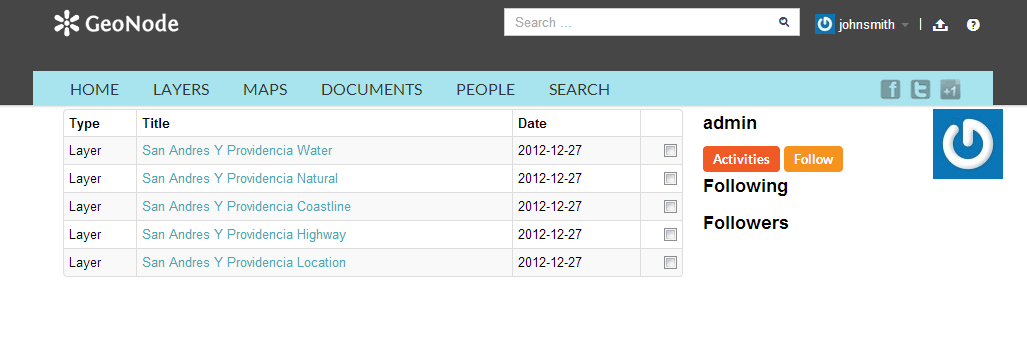 GeoNode
Search ...
johnsmith
|
?
HOME LAYERS MAPS DOCUMENTS PEOPLE SEARCH
f t +1
Type Title Date
Layer San Andres Y Providencia Water 2012-12-27
Layer San Andres Y Providencia Natural 2012-12-27
Layer San Andres Y Providencia Coastline 2012-12-27
Layer San Andres Y Providencia Highway 2012-12-27
Layer San Andres Y Providencia Location 2012-12-27
admin
Activities Follow
Following
Followers